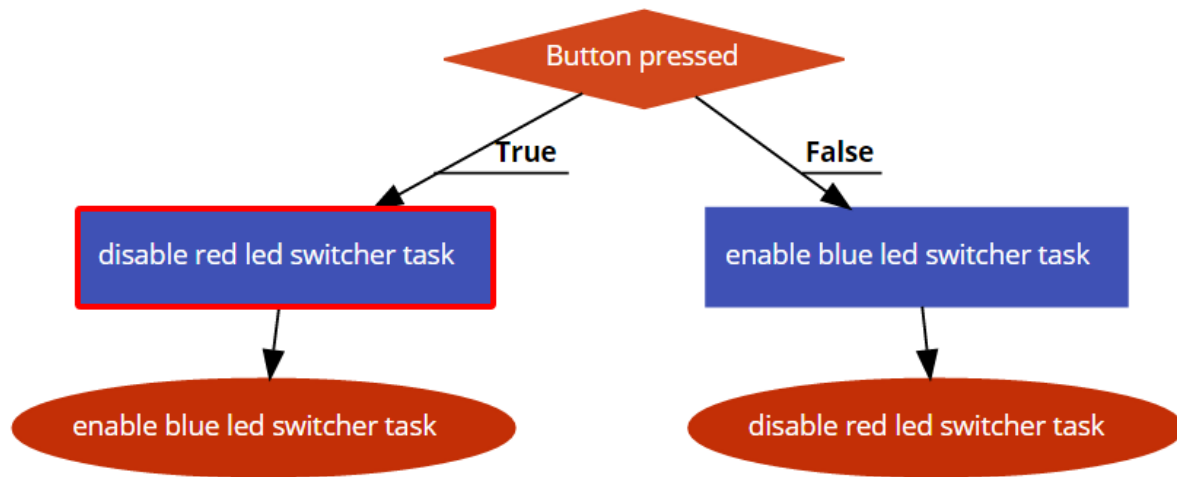 Button pressed
True
False
disable red led switcher task
enable blue led switcher task
enable blue led switcher task
disable red led switcher task